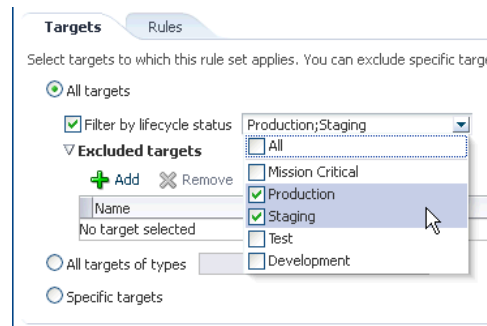 Targets Rules
Select targets to which this rule set applies. You can exclude specific
All targets
Filter by lifecycle status Production;Staging
All
Excluded targets
Mission Critical
Add Remove
Production
Name
Staging
No target selected
Test
All targets of types
Development
Specific targets